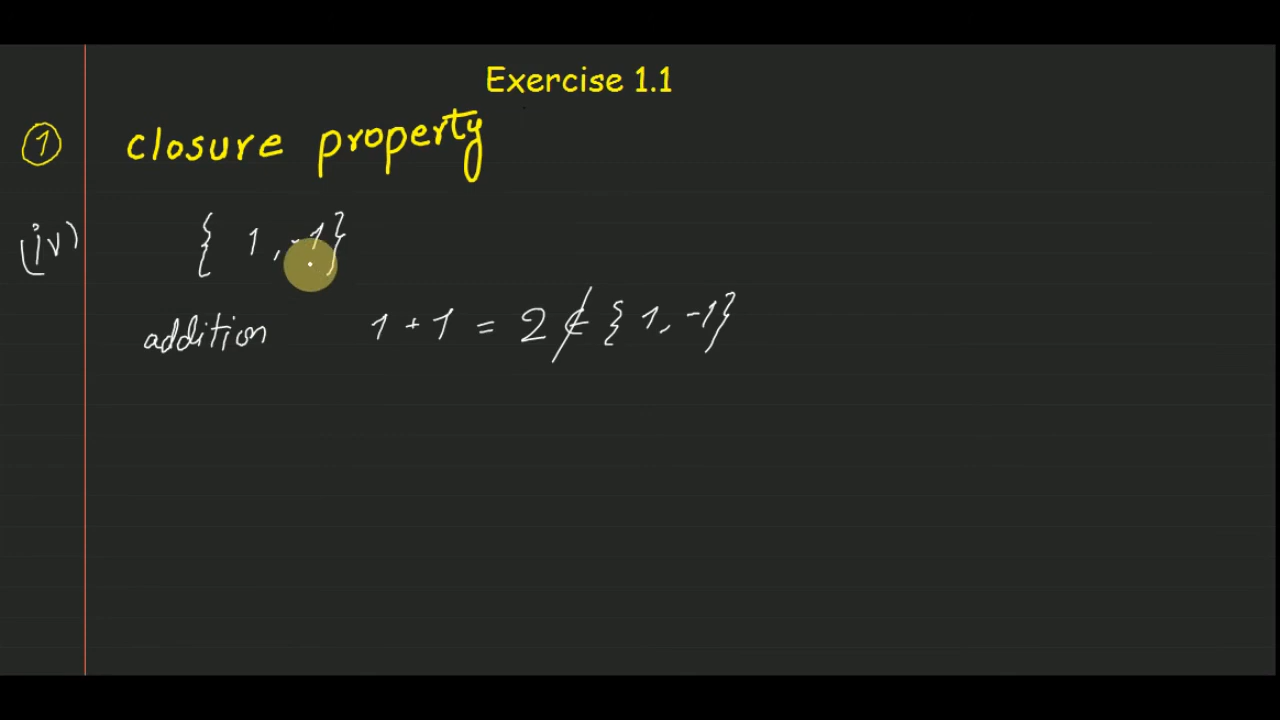 Exercise 1.1
① closure property
(iv) { 1, -1}
addition 1 + 1 = 2 ∉ { 1, -1}